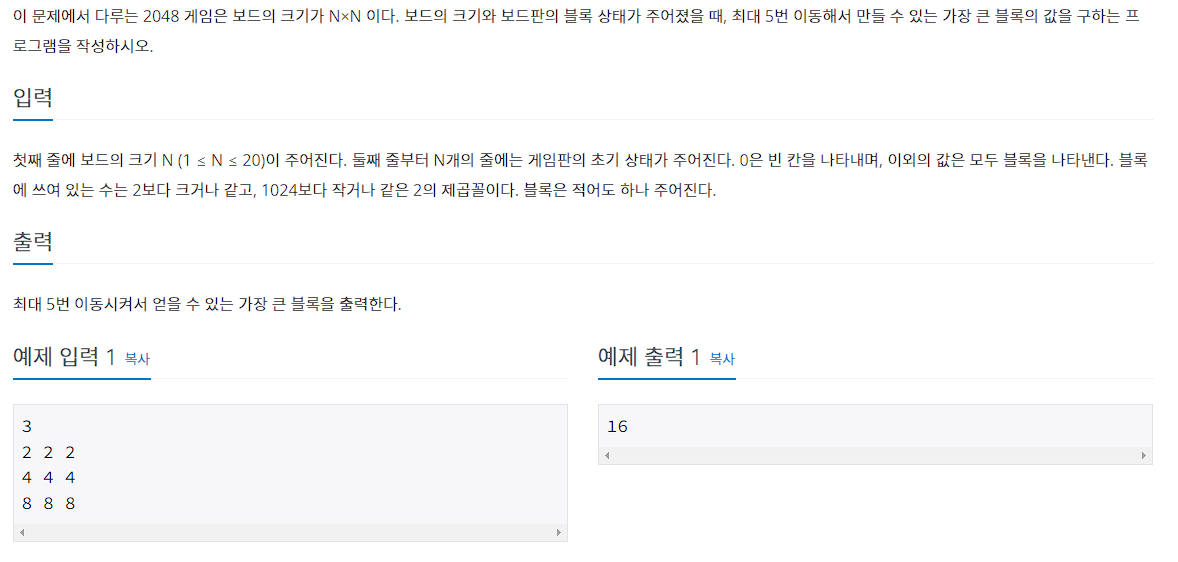 이 문제에서 다루는 2048 게임은 보드의 크기가 N×N 이다. 보드의 크기와 보드판의 블록 상태가 주어졌을 때, 최대 5번 이동해서 만들 수 있는 가장 큰 블록의 값을 구하는 프
로그램을 작성하시오.
입력
첫째 줄에 보드의 크기 N (1 ≤ N ≤ 20)이 주어진다. 둘째 줄부터 N개의 줄에는 게임판의 초기 상태가 주어진다. 0은 빈 칸을 나타내며, 이외의 값은 모두 블록을 나타낸다. 블록
에 쓰여 있는 수는 2보다 크거나 같고, 1024보다 작거나 같은 2의 제곱꼴이다. 블록은 적어도 하나 주어진다.
출력
최대 5번 이동시켜서 얻을 수 있는 가장 큰 블록을 출력한다.
예제 입력 1 복사
3
2 2 2
4 4 4
8 8 8
예제 출력 1 복사
16